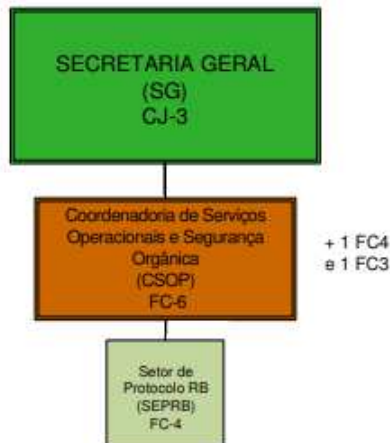 SECRETARIA GERAL
(SG)
CJ-3
Coordenadoria de Serviços
Operacionais e Segurança
Orgânica
(CSOP)
FC-6
+ 1 FC4
e 1 FC3
Setor de
Protocolo RB
(SEPRB)
FC-4